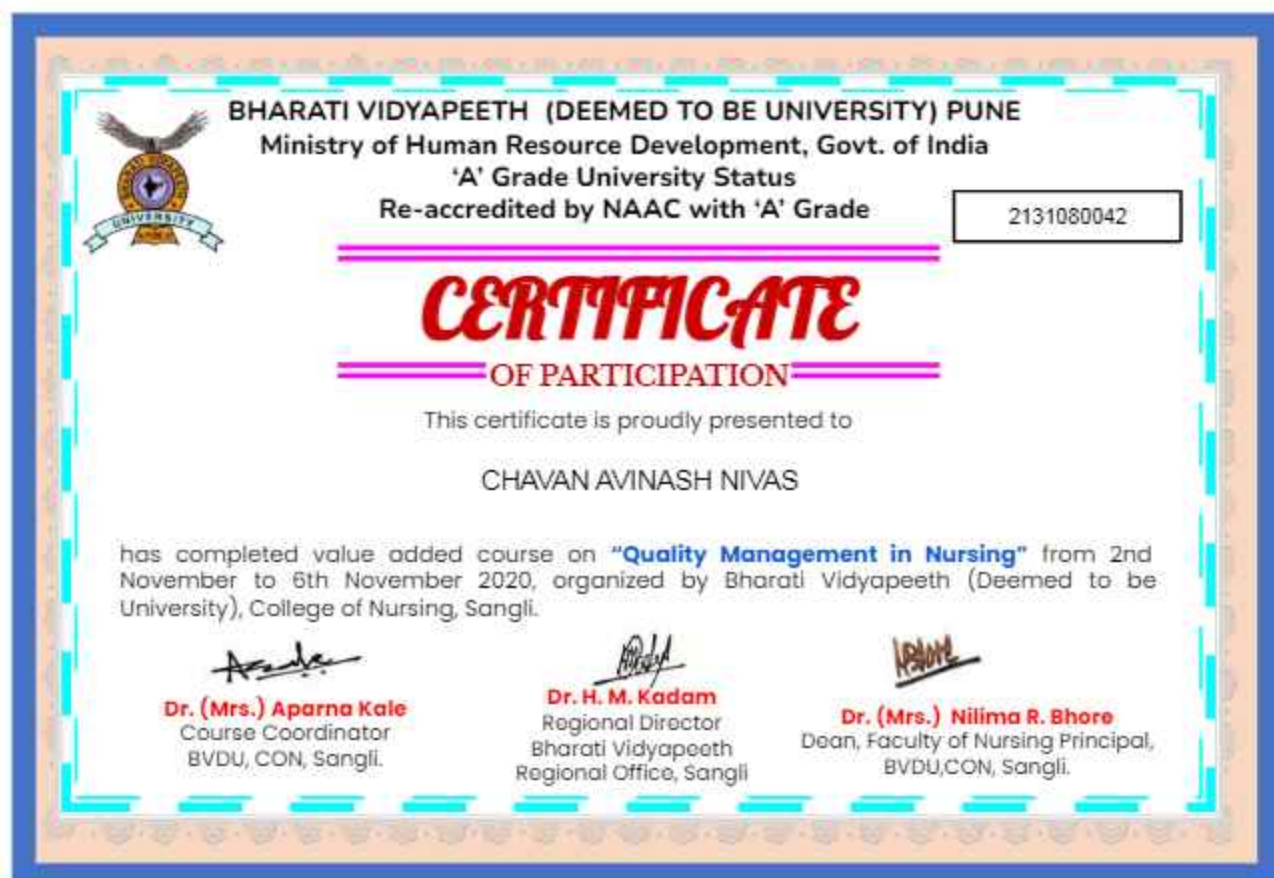 BHARATI VIDYAPEETH (DEEMED TO BE UNIVERSITY) PUNE
Ministry of Human Resource Development, Govt. of India
‘A’ Grade University Status
Re-accredited by NAAC with ‘A’ Grade
2131080042
BHARATI VIDYAPEETH
UNIVERSITY
CERTIFICATE
OF PARTICIPATION
This certificate is proudly presented to
CHAVAN AVINASH NIVAS
has completed value added course on “Quality Management in Nursing” from 2nd
November to 6th November 2020, organized by Bharati Vidyapeeth (Deemed to be
University), College of Nursing, Sangli.
Dr. (Mrs.) Aparna Kale
Course Coordinator
BVDU, CON, Sangli.
Dr. H. M. Kadam
Regional Director
Bharati Vidyapeeth
Regional Office, Sangli
Dr. (Mrs.) Nilima R. Bhore
Dean, Faculty of Nursing Principal,
BVDU,CON, Sangli.